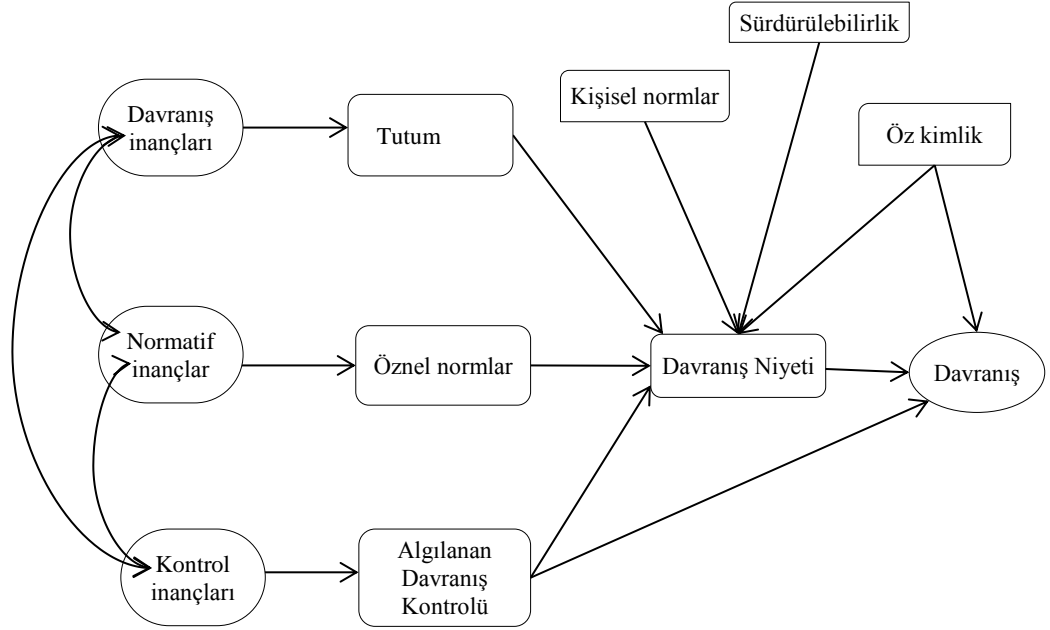 Sürdürülebilirlik
Kişisel normlar
Davranış
inançları
Tutum
Öz kimlik
Normatif
inançlar
Öznel normlar
Davranış Niyeti
Davranış
Kontrol
inançları
Algılanan
Davranış
Kontrolü